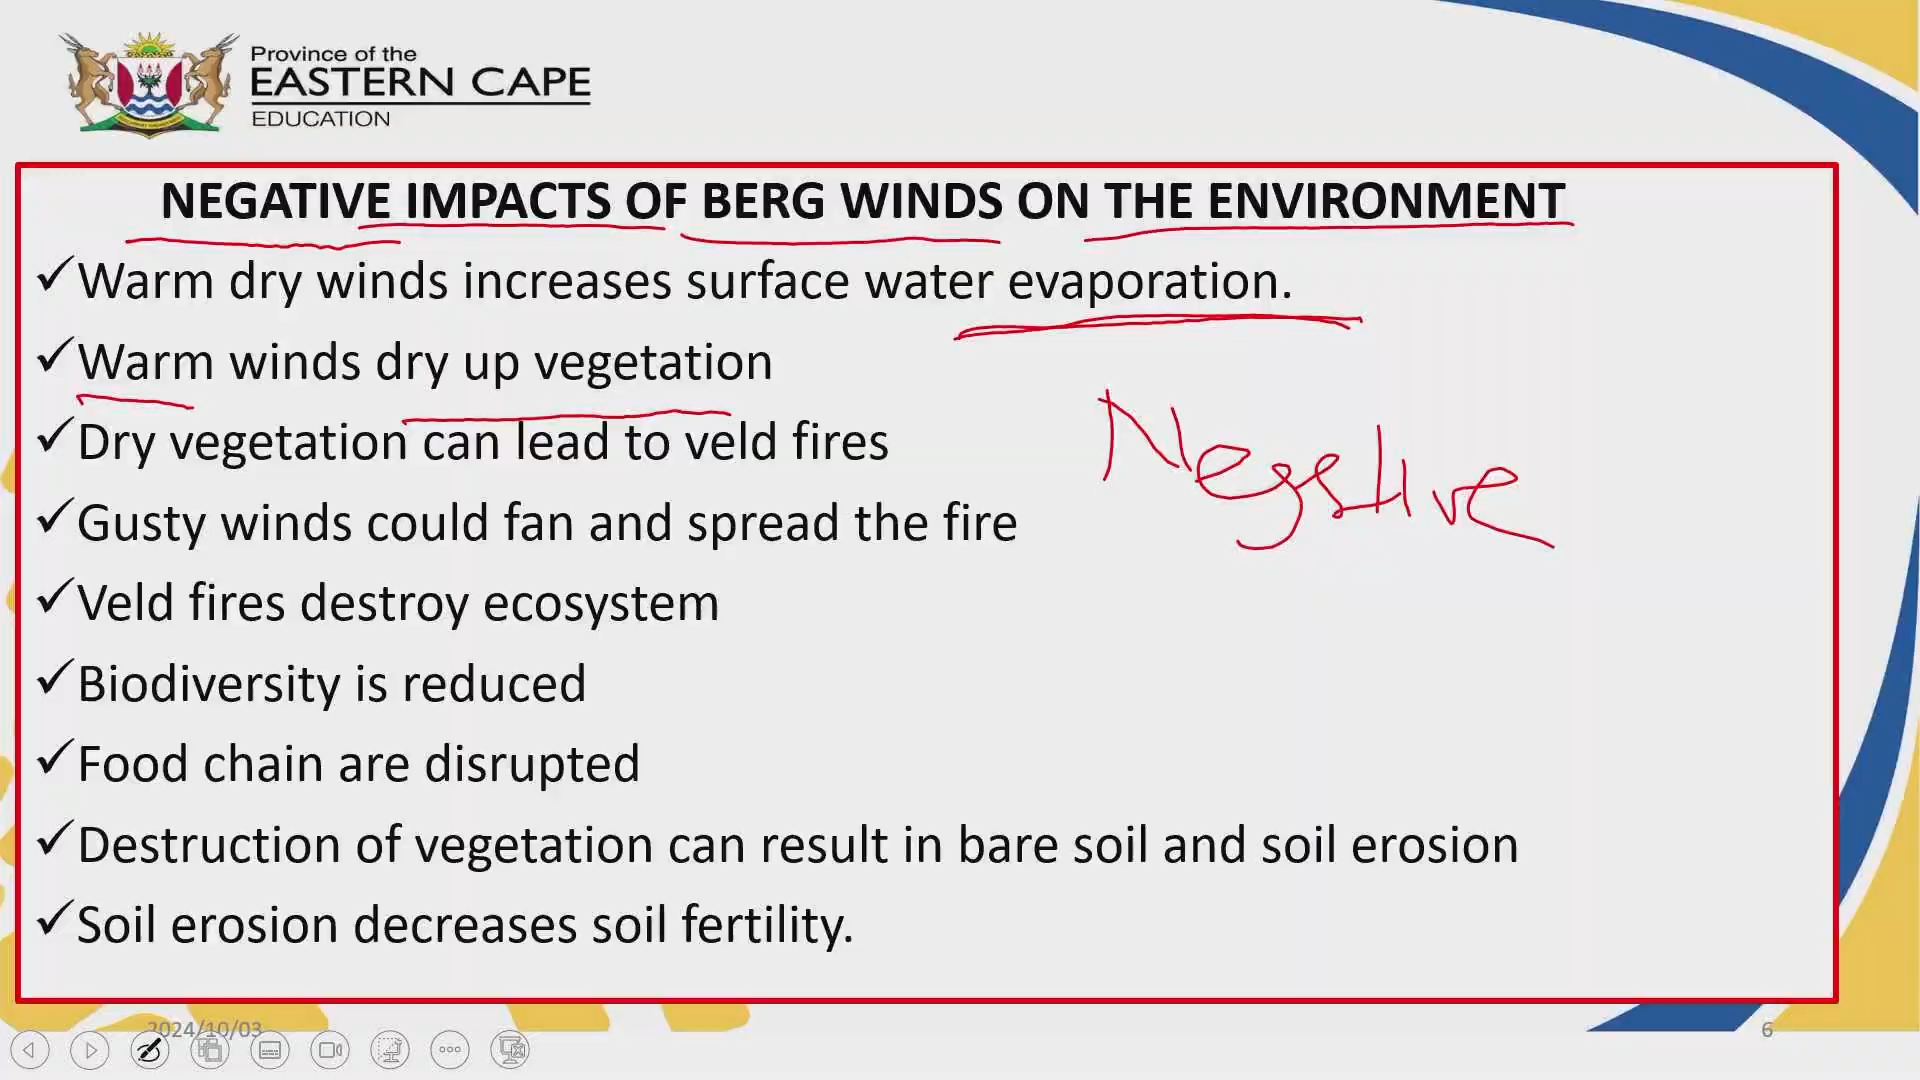 Province of the
EASTERN CAPE
EDUCATION
NEGATIVE IMPACTS OF BERG WINDS ON THE ENVIRONMENT
✓Warm dry winds increases surface water evaporation.
✓Warm winds dry up vegetation
✓Dry vegetation can lead to veld fires
Negative
✓Gusty winds could fan and spread the fire
✓Veld fires destroy ecosystem
✓Biodiversity is reduced
✓Food chain are disrupted
✓Destruction of vegetation can result in bare soil and soil erosion
✓Soil erosion decreases soil fertility.
2024/10/03
6